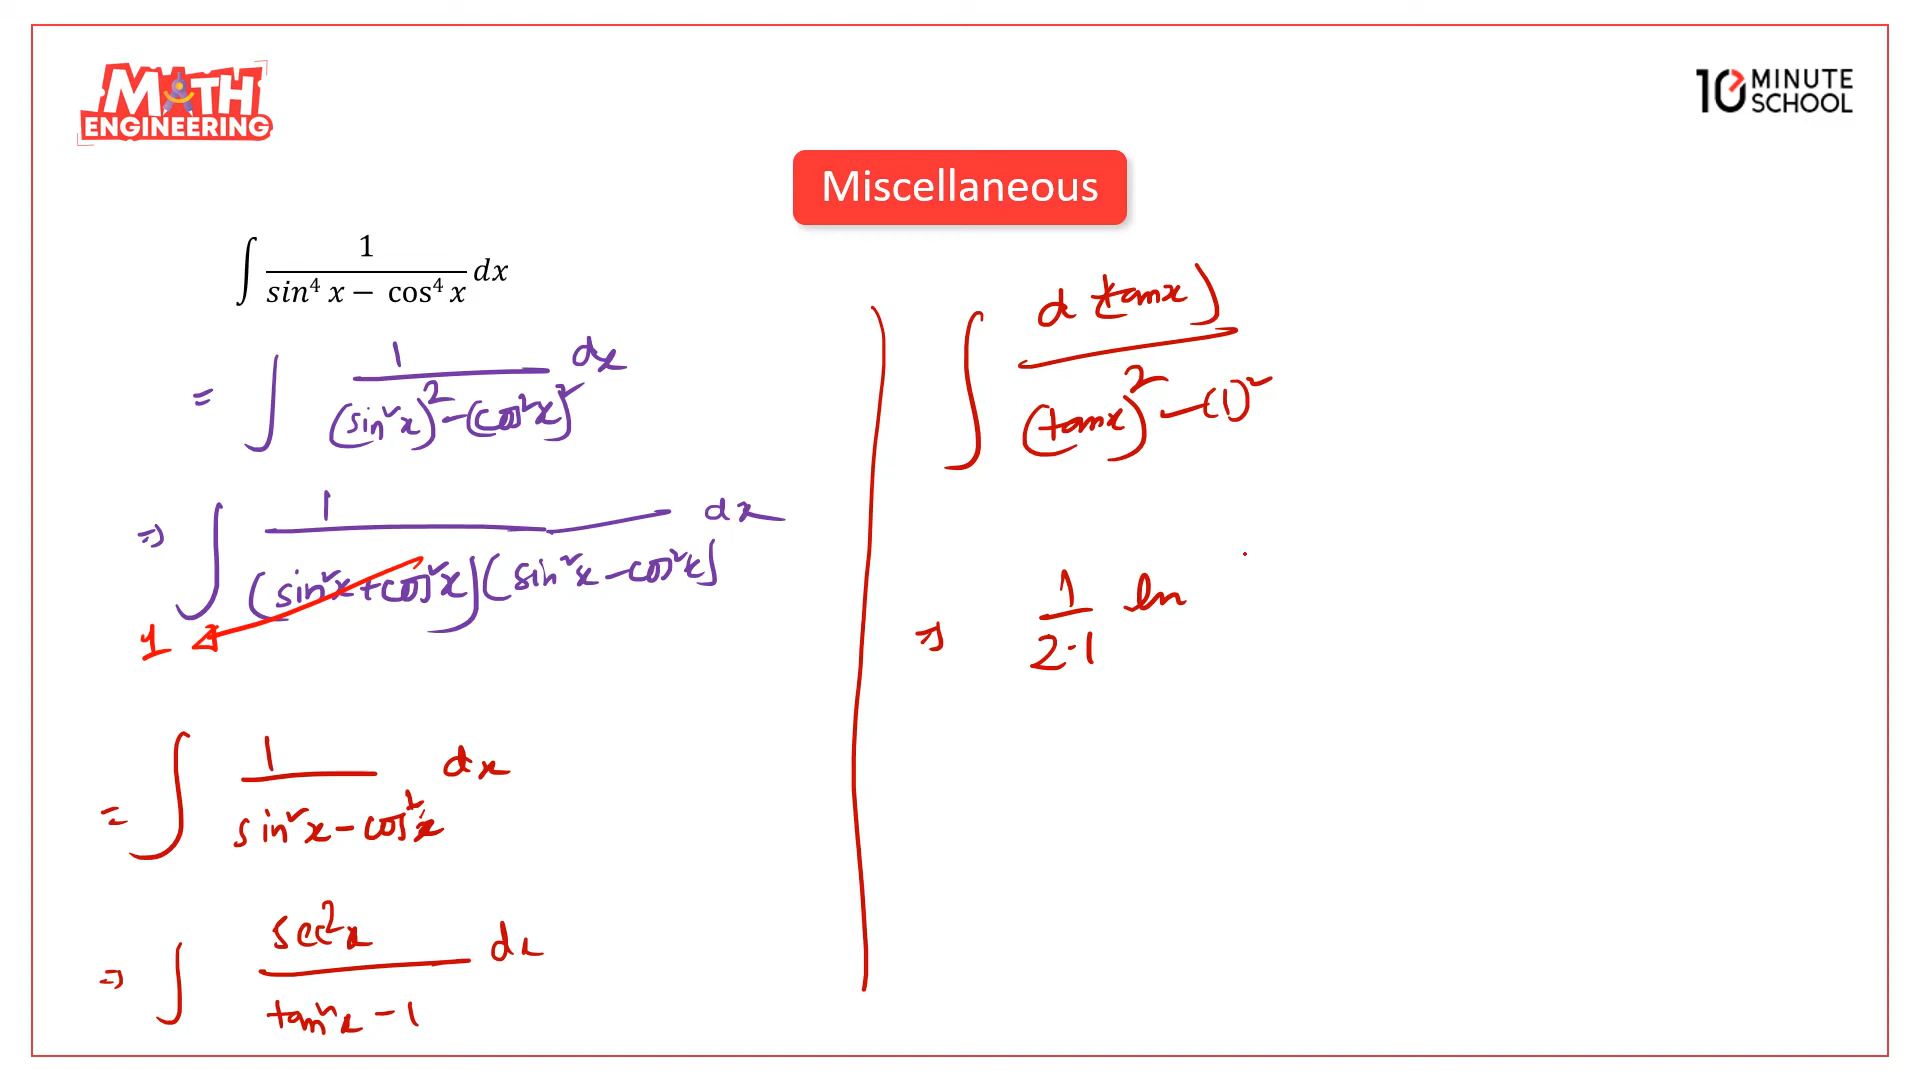 MATH
ENGINEERING
10 MINUTE
SCHOOL
Miscellaneous
∫ 1/(sin⁴ x − cos⁴ x) dx
= ∫ 1/((sin²x)² − (cos²x)²) dx
⇒ ∫ 1/((sin²x + cos²x)(sin²x − cos²x)) dx
1
= ∫ 1/(sin²x − cos²x) dx
⇒ ∫ sec²x/(tan²x − 1) dx
∫ d(tanx)/((tanx)² − (1)²)
⇒ 1/(2·1) ln